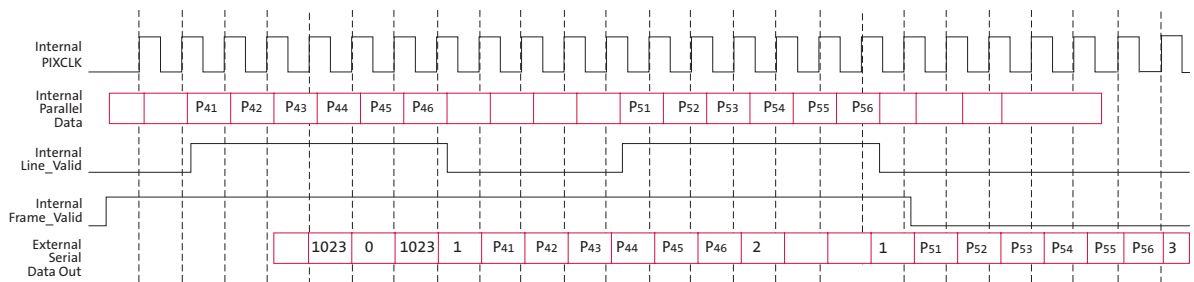 Internal
PIXCLK
Internal
Parallel
Data
P41 P42 P43 P44 P45 P46 P51 P52 P53 P54 P55 P56
Internal
Line_Valid
Internal
Frame_Valid
External
Serial
Data Out
1023 0 1023 1 P41 P42 P43 P44 P45 P46 2 1 P51 P52 P53 P54 P55 P56 3